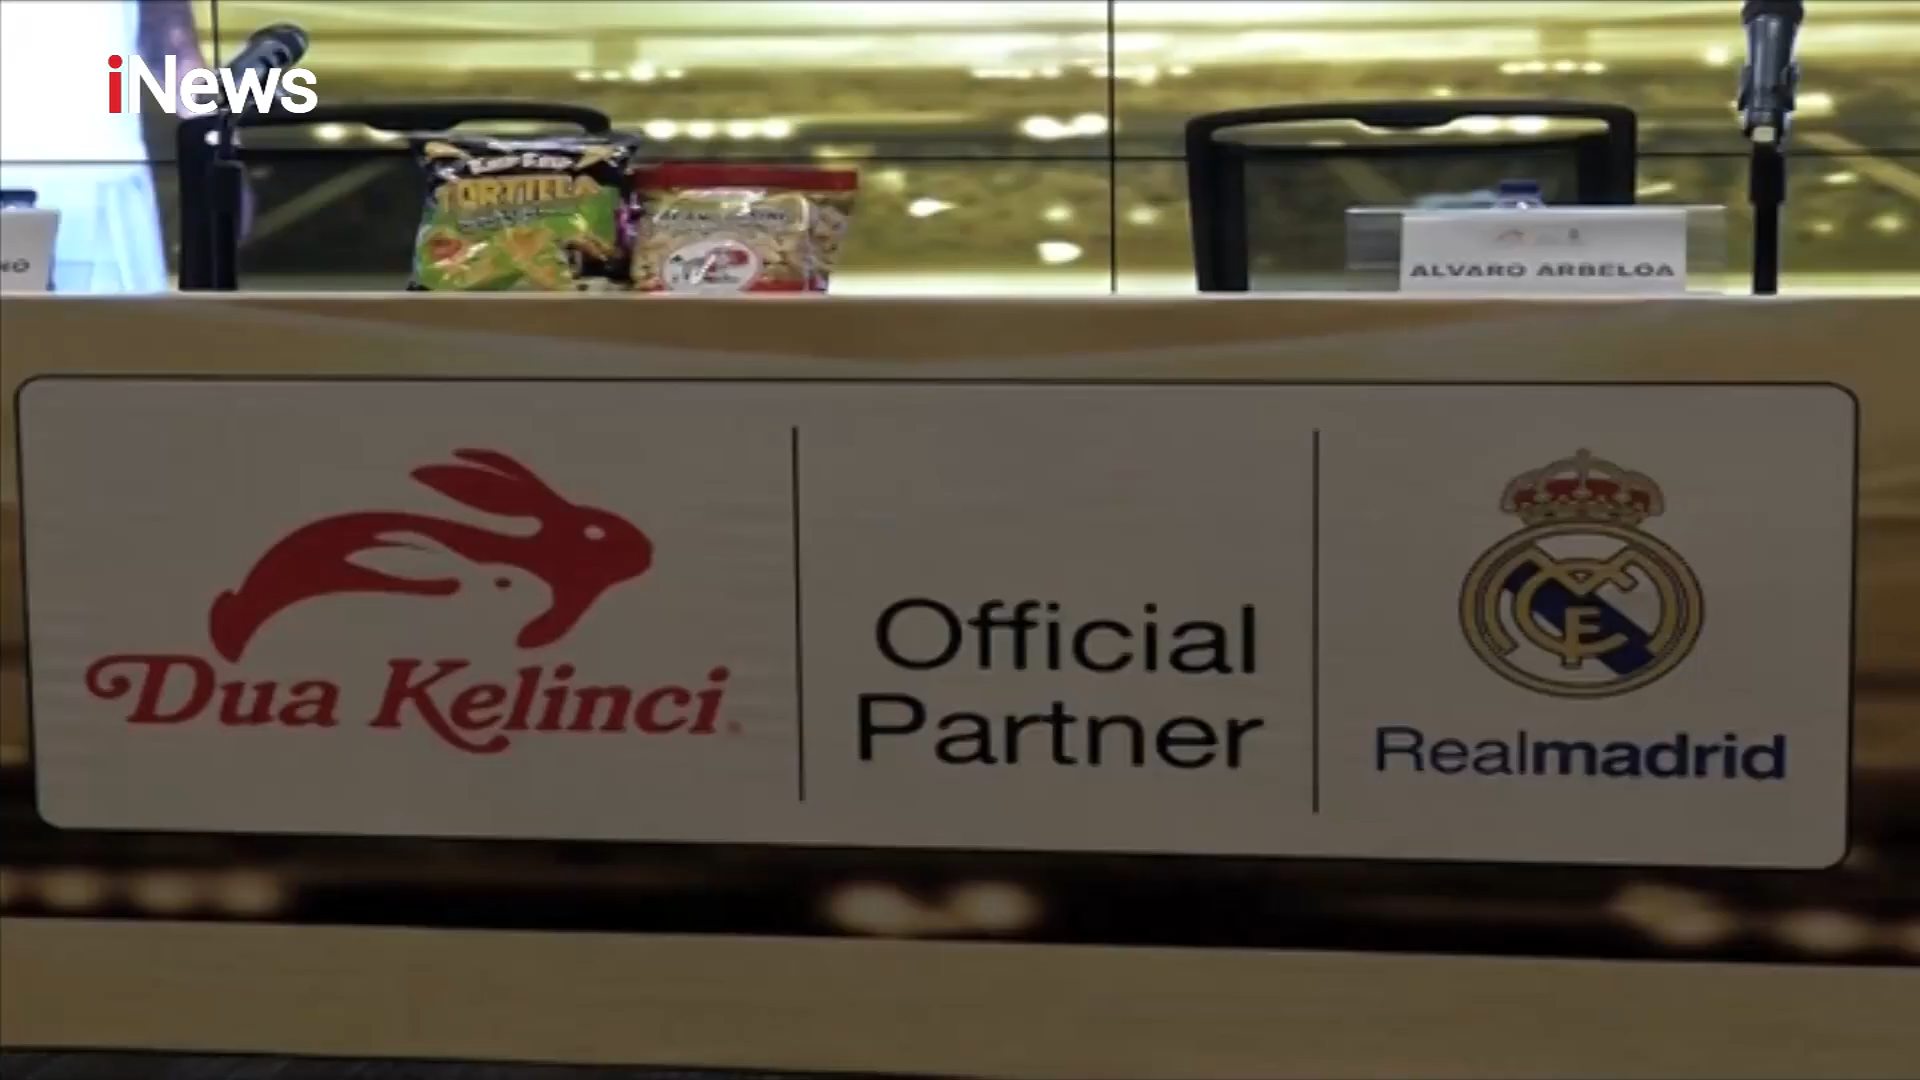 iNews
TORTILLA
ALVARO ARBELOA
Dua Kelinci
Official
Partner
Realmadrid